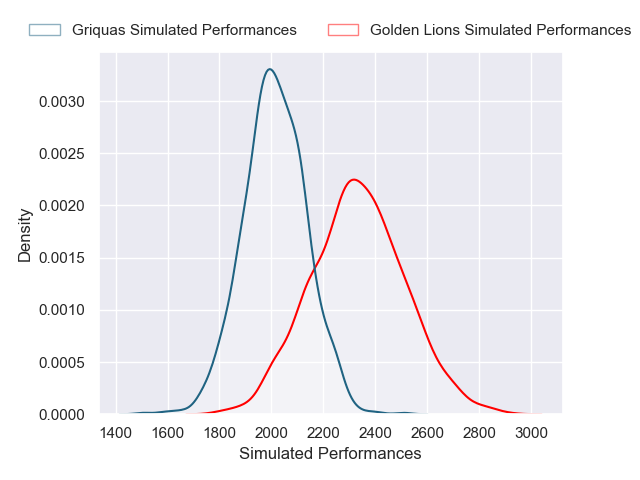 Griquas Simulated Performances Golden Lions Simulated Performances
0.0030
0.0025
0.0020
0.0015
0.0010
0.0005
0.0000
Density
1400 1600 1800 2000 2200 2400 2600 2800 3000
Simulated Performances